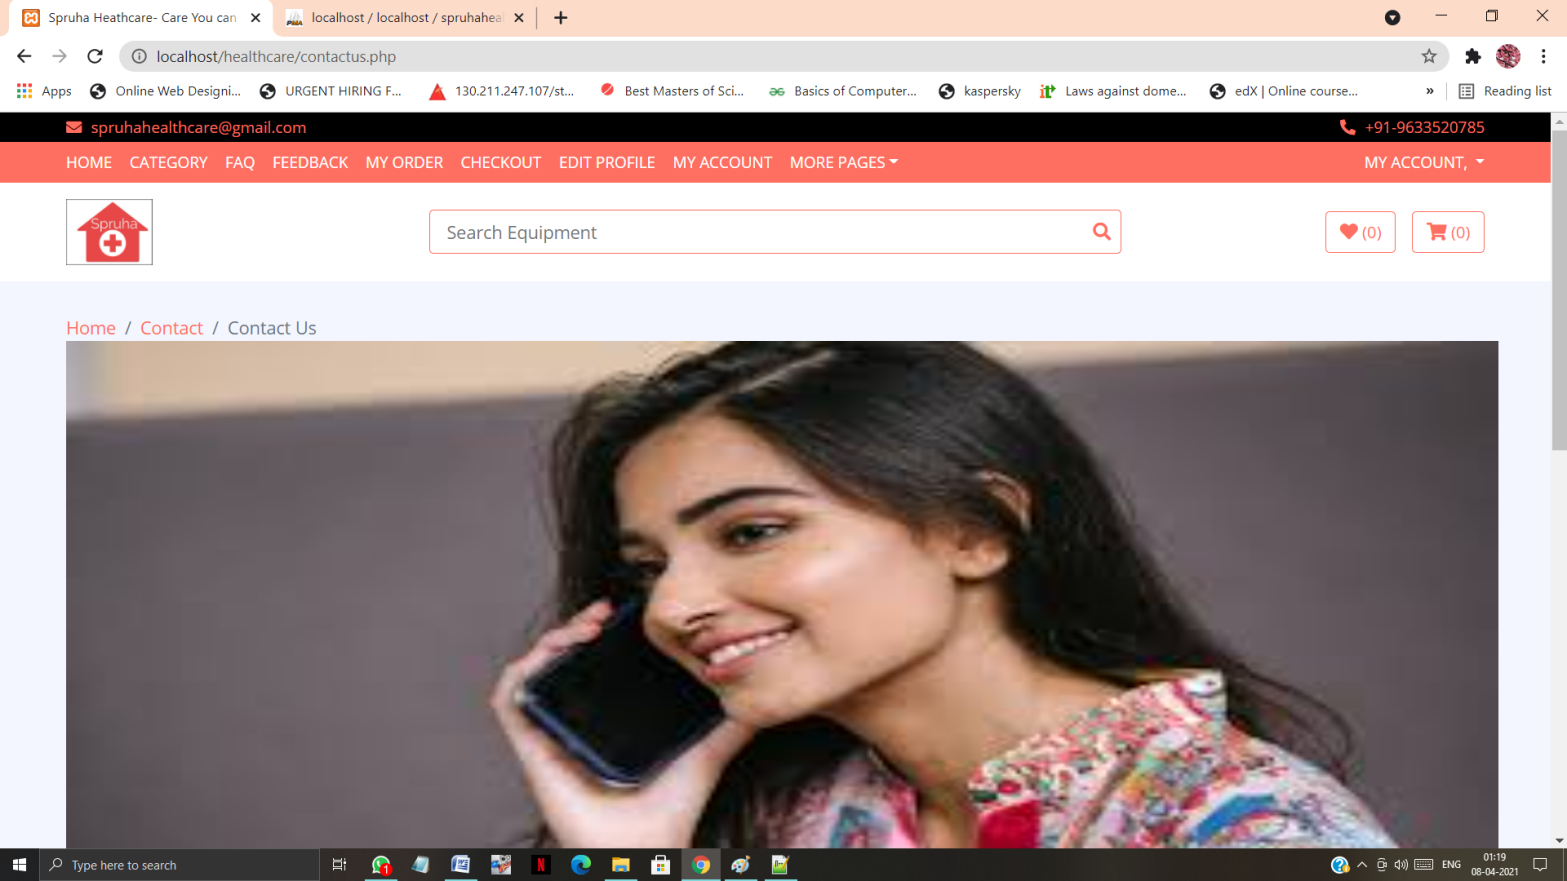 Spruha Heathcare- Care You can
localhost / localhost / spruhaheal
localhost/healthcare/contactus.php
Apps
Online Web Designi...
URGENT HIRING F...
130.211.247.107/st...
Best Masters of Sci...
Basics of Computer...
kaspersky
Laws against dome...
edX | Online course...
»
Reading list
spruhahealthcare@gmail.com
+91-9633520785
HOME CATEGORY FAQ FEEDBACK MY ORDER CHECKOUT EDIT PROFILE MY ACCOUNT MORE PAGES
MY ACCOUNT,
Spruha
Search Equipment
(0)
(0)
Home / Contact / Contact Us
Type here to search
1
ENG
01:19
08-04-2021